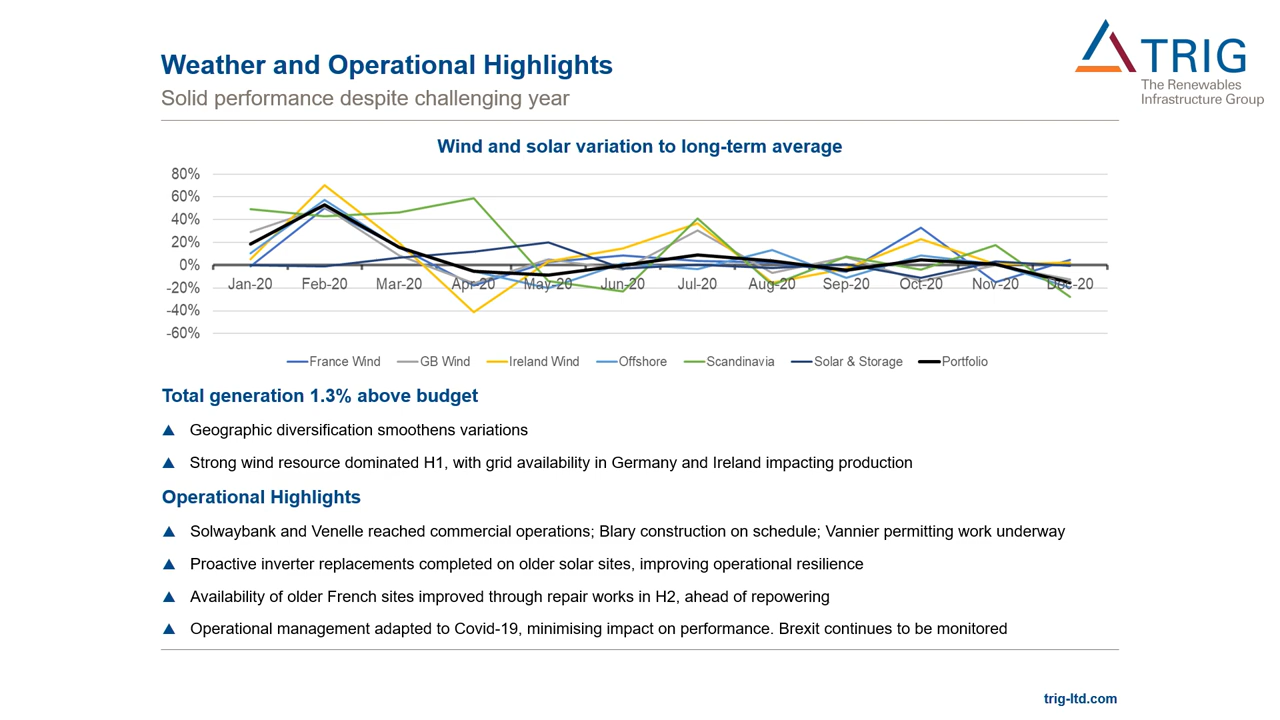 Weather and Operational Highlights
Solid performance despite challenging year
TRIG
The Renewables
Infrastructure Group
Wind and solar variation to long-term average
80%
60%
40%
20%
0%
-20%
-40%
-60%
Jan-20 Feb-20 Mar-20 Apr-20 May-20 Jun-20 Jul-20 Aug-20 Sep-20 Oct-20 Nov-20 Dec-20
France Wind GB Wind Ireland Wind Offshore Scandinavia Solar & Storage Portfolio
Total generation 1.3% above budget
Geographic diversification smoothens variations
Strong wind resource dominated H1, with grid availability in Germany and Ireland impacting production
Operational Highlights
Solwaybank and Venelle reached commercial operations; Blary construction on schedule; Vannier permitting work underway
Proactive inverter replacements completed on older solar sites, improving operational resilience
Availability of older French sites improved through repair works in H2, ahead of repowering
Operational management adapted to Covid-19, minimising impact on performance. Brexit continues to be monitored
trig-ltd.com